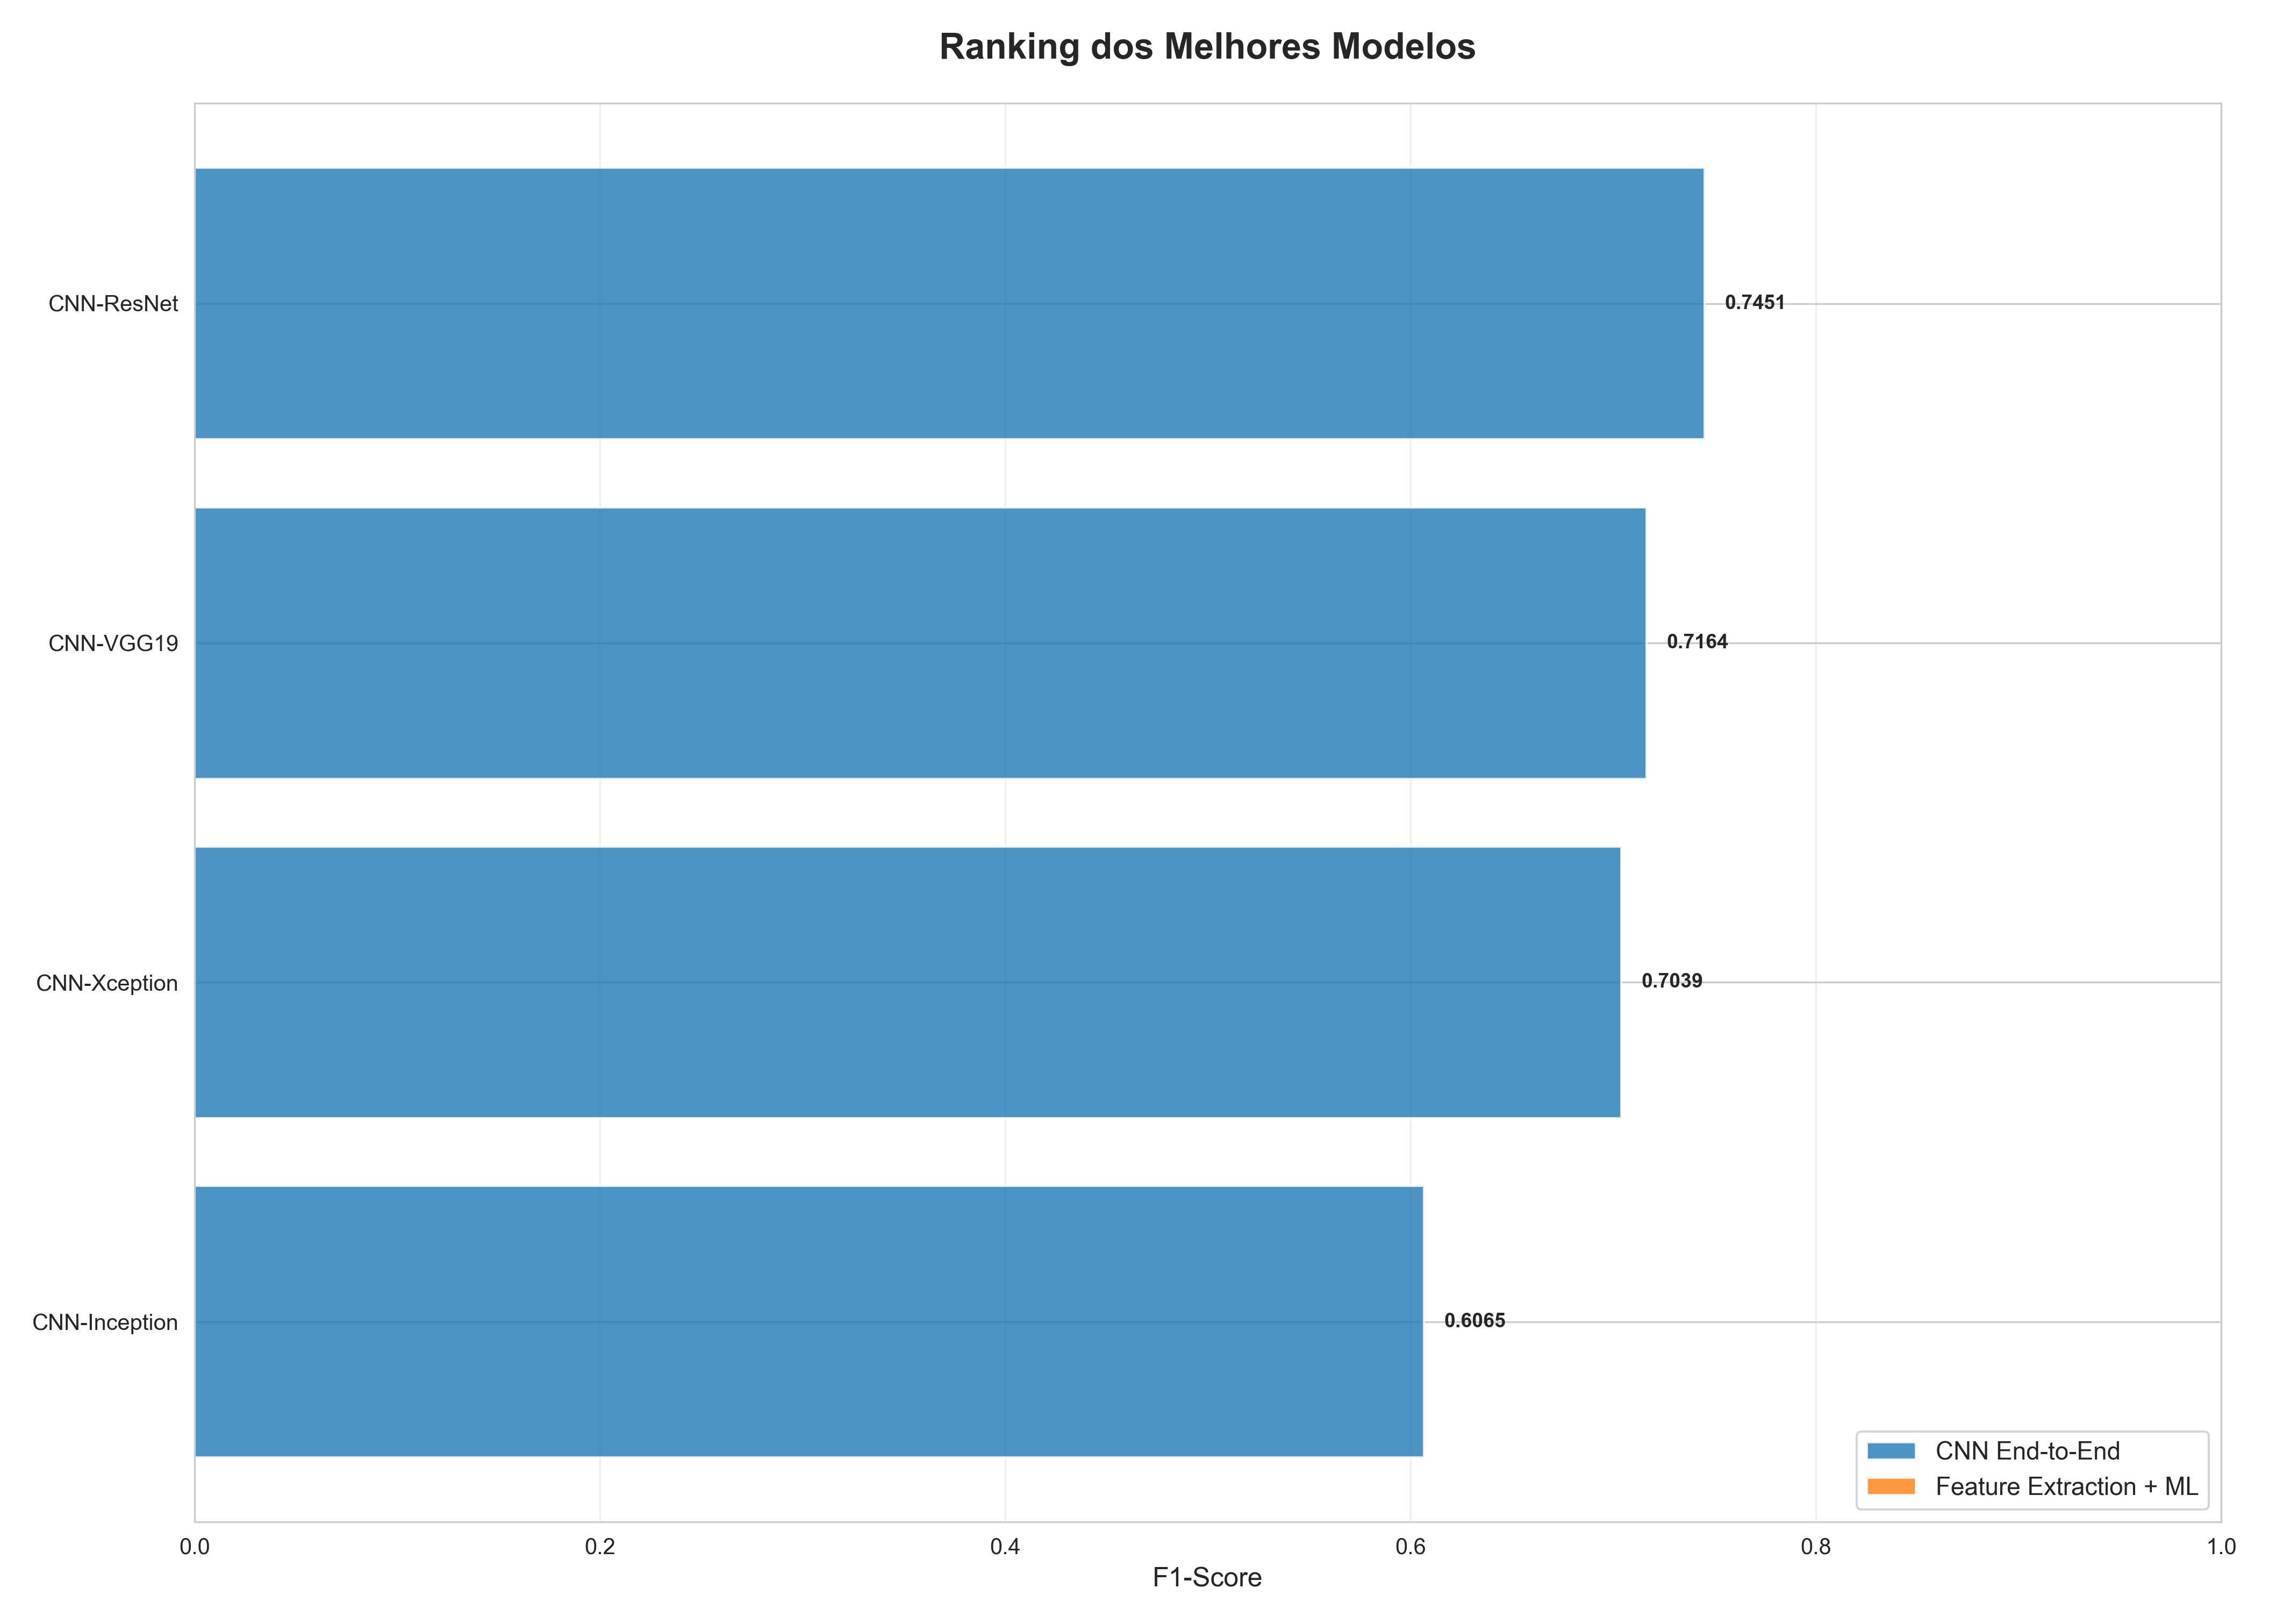 Ranking dos Melhores Modelos
CNN-ResNet
0.7451
CNN-VGG19
0.7164
CNN-Xception
0.7039
CNN-Inception
0.6065
CNN End-to-End
Feature Extraction + ML
0.0 0.2 0.4 0.6 0.8 1.0
F1-Score